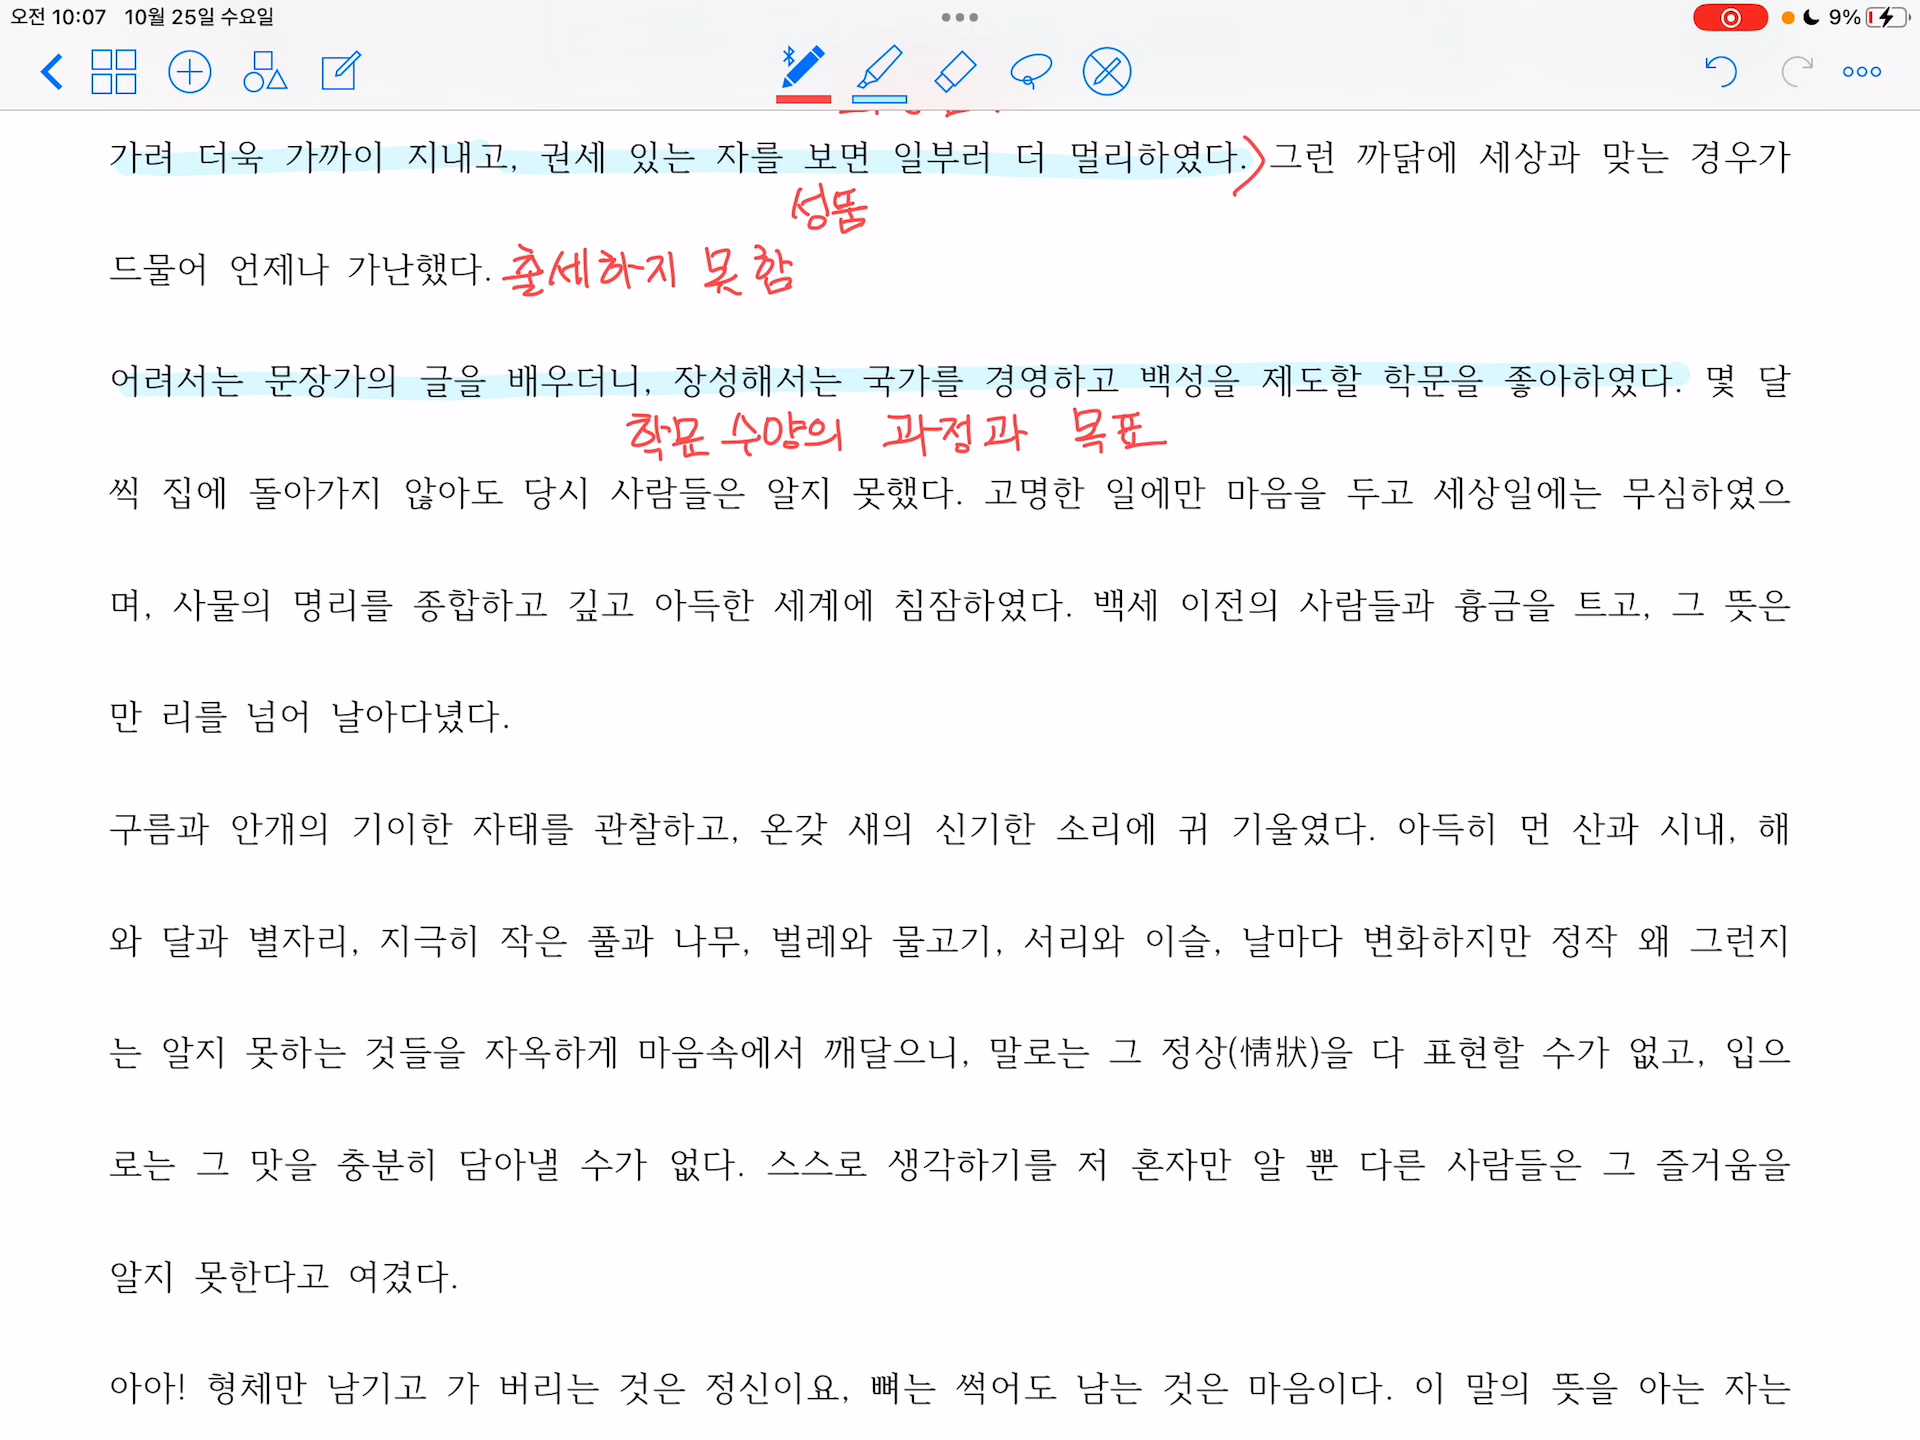 오전 10:07 10월 25일 수요일
9%
가려 더욱 가까이 지내고, 권세 있는 자를 보면 일부러 더 멀리하였다. 그런 까닭에 세상과 맞는 경우가
성품
드물어 언제나 가난했다. 출세하지 못함
어려서는 문장가의 글을 배우더니, 장성해서는 국가를 경영하고 백성을 제도할 학문을 좋아하였다. 몇 달
학문 수양의 과정과 목표
씩 집에 돌아가지 않아도 당시 사람들은 알지 못했다. 고명한 일에만 마음을 두고 세상일에는 무심하였으
며, 사물의 명리를 종합하고 깊고 아득한 세계에 침잠하였다. 백세 이전의 사람들과 흉금을 트고, 그 뜻은
만 리를 넘어 날아다녔다.
구름과 안개의 기이한 자태를 관찰하고, 온갖 새의 신기한 소리에 귀 기울였다. 아득히 먼 산과 시내, 해
와 달과 별자리, 지극히 작은 풀과 나무, 벌레와 물고기, 서리와 이슬, 날마다 변화하지만 정작 왜 그런지
는 알지 못하는 것들을 자옥하게 마음속에서 깨달으니, 말로는 그 정상(情狀)을 다 표현할 수가 없고, 입으
로는 그 맛을 충분히 담아낼 수가 없다. 스스로 생각하기를 저 혼자만 알 뿐 다른 사람들은 그 즐거움을
알지 못한다고 여겼다.
아아! 형체만 남기고 가 버리는 것은 정신이요, 뼈는 썩어도 남는 것은 마음이다. 이 말의 뜻을 아는 자는